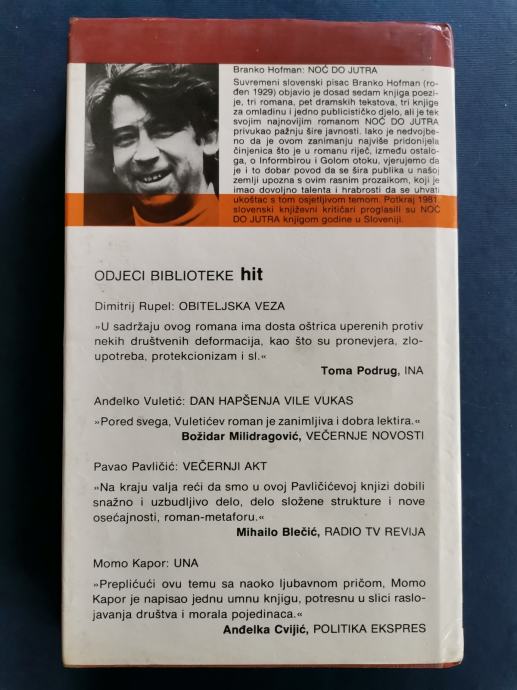 Branko Hofman: NOĆ DO JUTRA
Suvremeni slovenski pisac Branko Hofman (ro-
đen 1929) objavio je dosad sedam knjiga poezi-
je, tri romana, pet dramskih tekstova, tri knjige
za omladinu i jedno publicističko djelo, ali je tek
svojim najnovijim romanom NOĆ DO JUTRA
privukao pažnju šire javnosti. Iako je nedvojbe-
no da je ovom zanimanju najviše pridonijela
činjenica što je u romanu riječ, između ostalo-
ga, o Informbirou i Golom otoku, vjerujemo da
je i to dobar povod da se šira publika u našoj
zemlji upozna s ovim rasnim prozaikom, koji je
imao dovoljno talenta i hrabrosti da se uhvati
ukoštac s tom osjetljivom temom. Potkraj 1981.
slovenski književni kritičari proglasili su NOĆ
DO JUTRA knjigom godine u Sloveniji.
ODJECI BIBLIOTEKE hit
Dimitrij Rupel: OBITELJSKA VEZA
»U sadržaju ovog romana ima dosta oštrica uperenih protiv
nekih društvenih deformacija, kao što su pronevjera, zlo-
upotreba, protekcionizam i sl.«
Toma Podrug, INA
Anđelko Vuletić: DAN HAPŠENJA VILE VUKAS
»Pored svega, Vuletićev roman je zanimljiva i dobra lektira.«
Božidar Milidragović, VEČERNJE NOVOSTI
Pavao Pavličić: VEČERNJI AKT
»Na kraju valja reći da smo u ovoj Pavličićevoj knjizi dobili
snažno i uzbudljivo delo, delo složene strukture i nove
osećajnosti, roman-metaforu.«
Mihailo Blečić, RADIO TV REVIJA
Momo Kapor: UNA
»Preplićući ovu temu sa naoko ljubavnom pričom, Momo
Kapor je napisao jednu umnu knjigu, potresnu u slici raslo-
javanja društva i morala pojedinaca.«
Anđelka Cvijić, POLITIKA EKSPRES